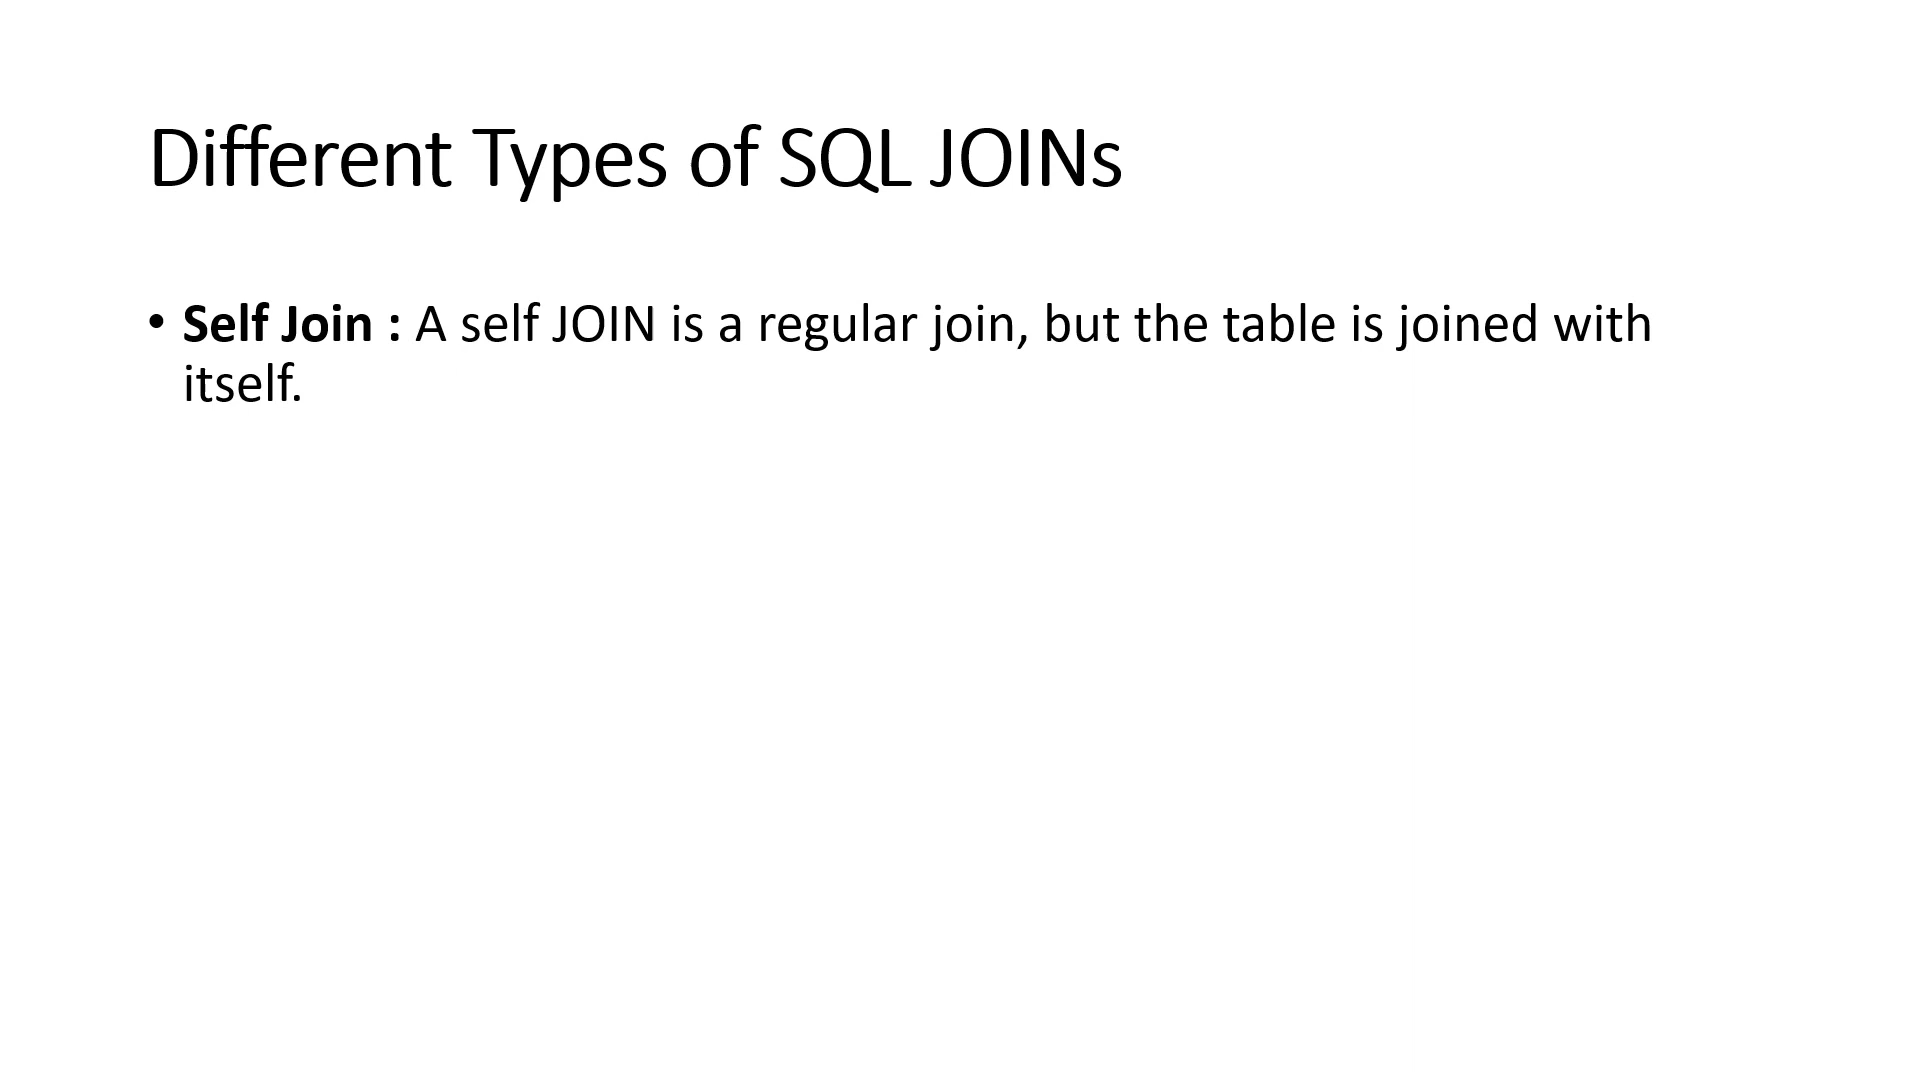 Different Types of SQL JOINs
• Self Join : A self JOIN is a regular join, but the table is joined with
itself.